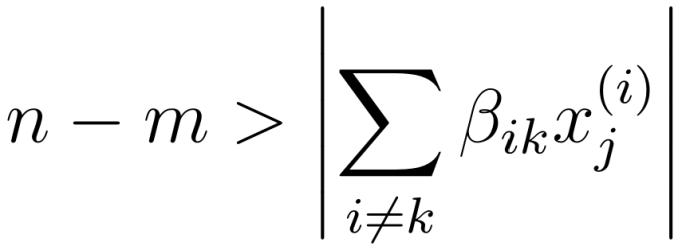 n − m > |∑_{i≠k} β_{ik} x_j^{(i)}|